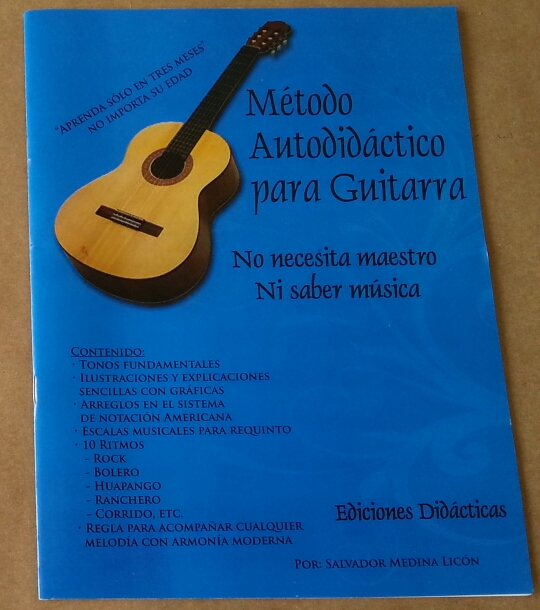 "Aprenda sólo en tres meses"
no importa su edad
Método
Autodidáctico
para Guitarra
No necesita maestro
Ni saber música
Contenido:
· Tonos fundamentales
· Ilustraciones y explicaciones
sencillas con gráficas
· Arreglos en el sistema
de notación Americana
· Escalas musicales para requinto
· 10 Ritmos
- Rock
- Bolero
- Huapango
- Ranchero
- Corrido, etc.
· Regla para acompañar cualquier
melodía con armonía moderna
Ediciones Didácticas
Por: Salvador Medina Licón